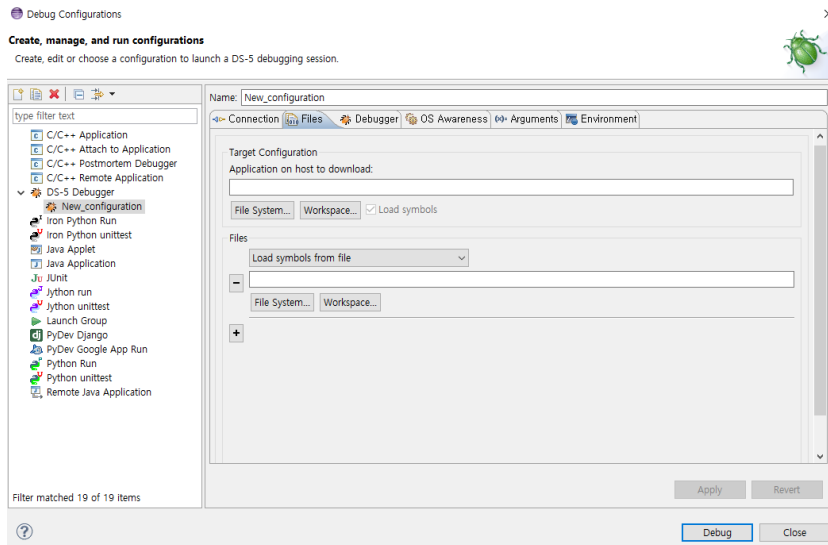 Debug Configurations
Create, manage, and run configurations
Create, edit or choose a configuration to launch a DS-5 debugging session.
type filter text
C/C++ Application
C/C++ Attach to Application
C/C++ Postmortem Debugger
C/C++ Remote Application
DS-5 Debugger
New_configuration
Iron Python Run
Iron Python unittest
Java Applet
Java Application
JUnit
Jython run
Jython unittest
Launch Group
PyDev Django
PyDev Google App Run
Python Run
Python unittest
Remote Java Application
Filter matched 19 of 19 items
Name: New_configuration
Connection Files Debugger OS Awareness Arguments Environment
Target Configuration
Application on host to download:
File System... Workspace... Load symbols
Files
Load symbols from file
File System... Workspace...
Apply Revert
Debug Close